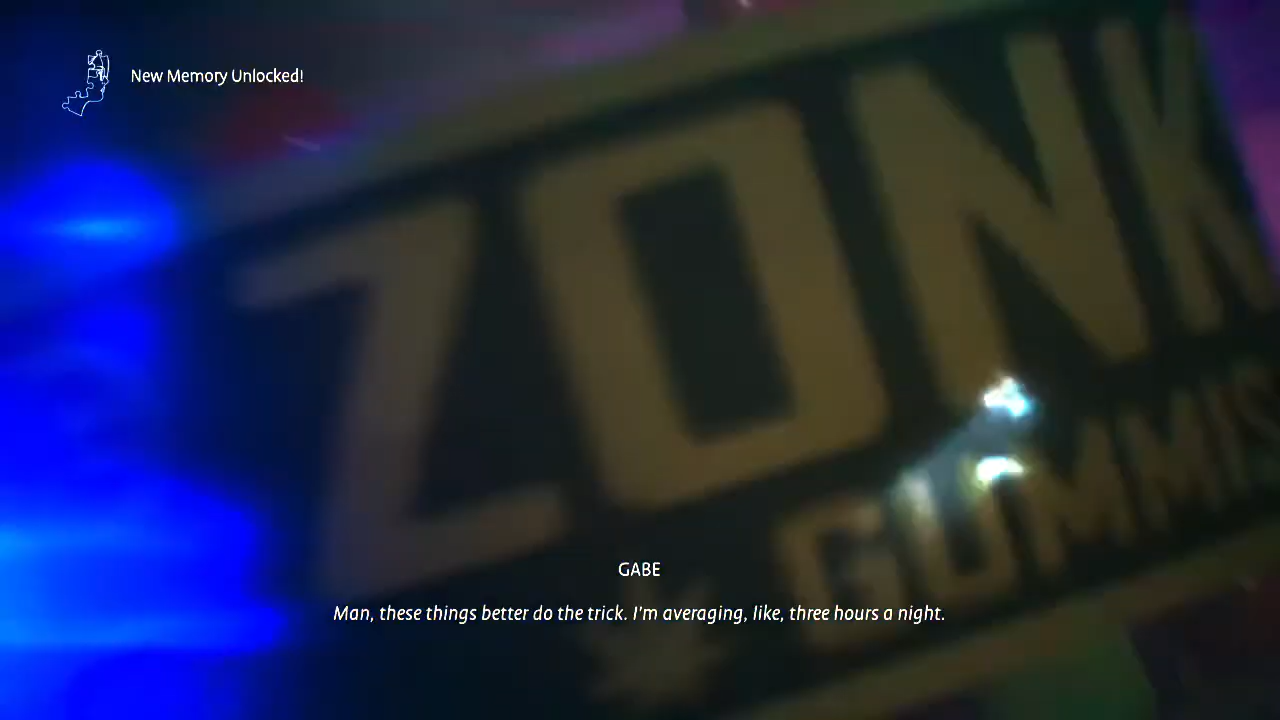 New Memory Unlocked!
ZONK
GUMMIS
GABE
Man, these things better do the trick. I'm averaging, like, three hours a night.